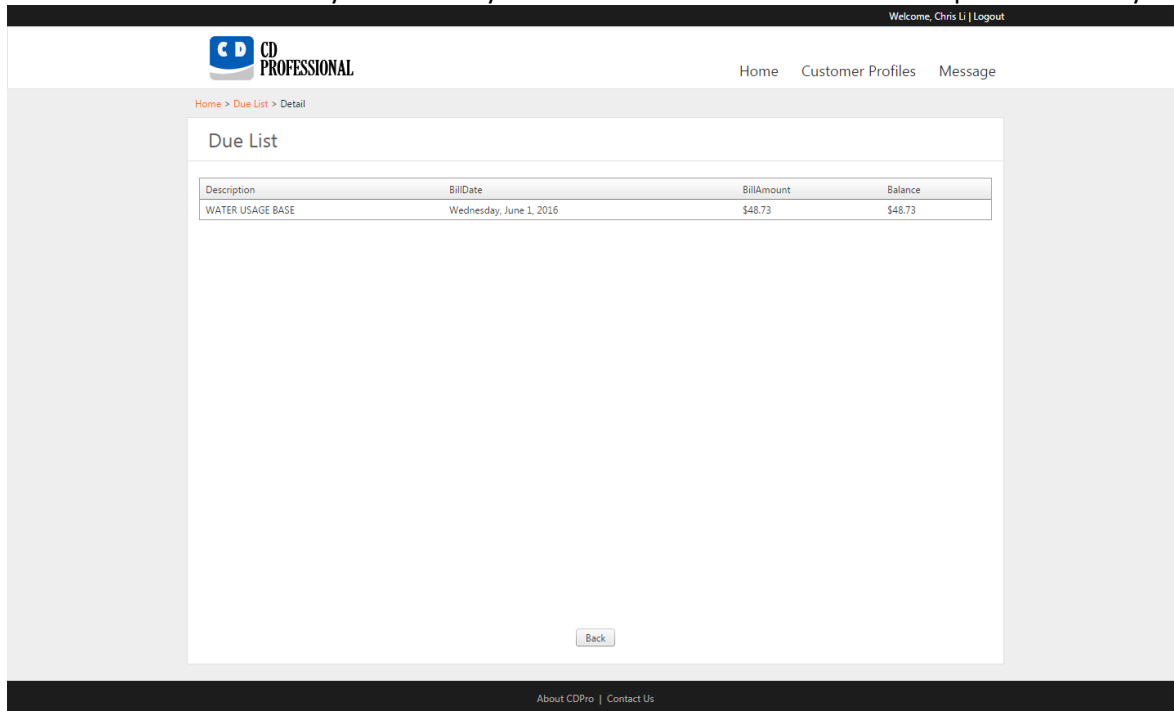 Welcome, Chris Li | Logout
CD CD
PROFESSIONAL
Home Customer Profiles Message
Home > Due List > Detail
Due List
Description BillDate BillAmount Balance
WATER USAGE BASE Wednesday, June 1, 2016 $48.73 $48.73
Back
About CDPro | Contact Us